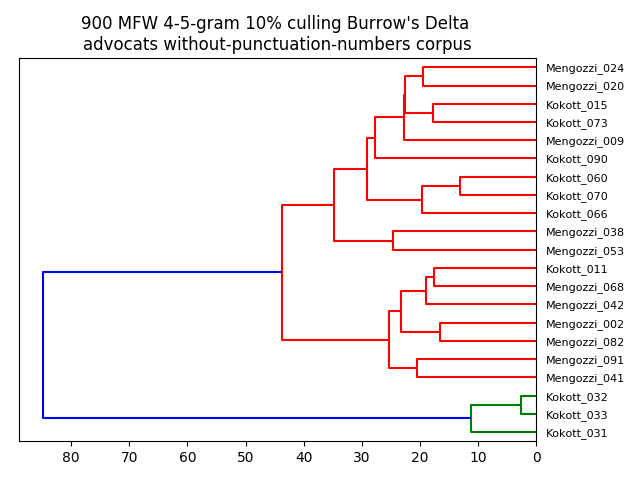 900 MFW 4-5-gram 10% culling Burrow's Delta
advocats without-punctuation-numbers corpus
Mengozzi_024
Mengozzi_020
Kokott_015
Kokott_073
Mengozzi_009
Kokott_090
Kokott_060
Kokott_070
Kokott_066
Mengozzi_038
Mengozzi_053
Kokott_011
Mengozzi_068
Mengozzi_042
Mengozzi_002
Mengozzi_082
Mengozzi_091
Mengozzi_041
Kokott_032
Kokott_033
Kokott_031
80 70 60 50 40 30 20 10 0